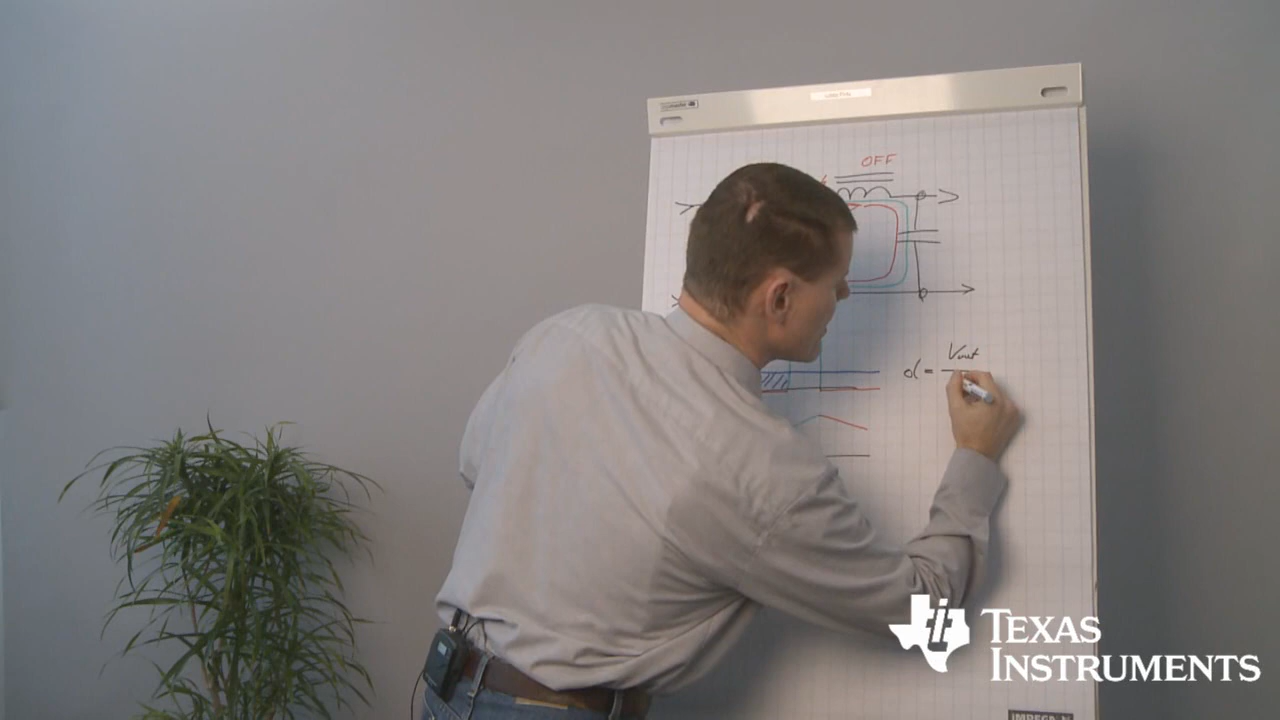 OFF
Vout
d =
TEXAS
INSTRUMENTS